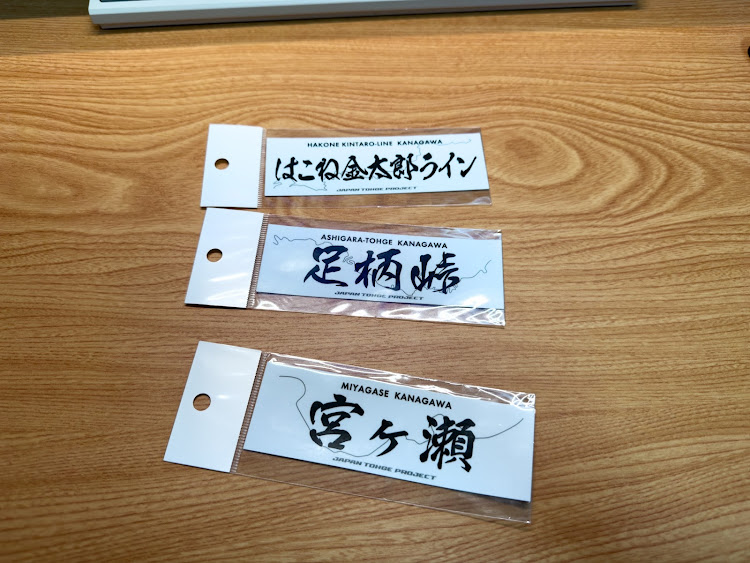 HAKONE KINTARO-LINE KANAGAWA
はこね金太郎ライン
JAPAN TOHGE PROJECT
ASHIGARA-TOHGE KANAGAWA
足柄峠
JAPAN TOHGE PROJECT
MIYAGASE KANAGAWA
宮ヶ瀬
JAPAN TOHGE PROJECT